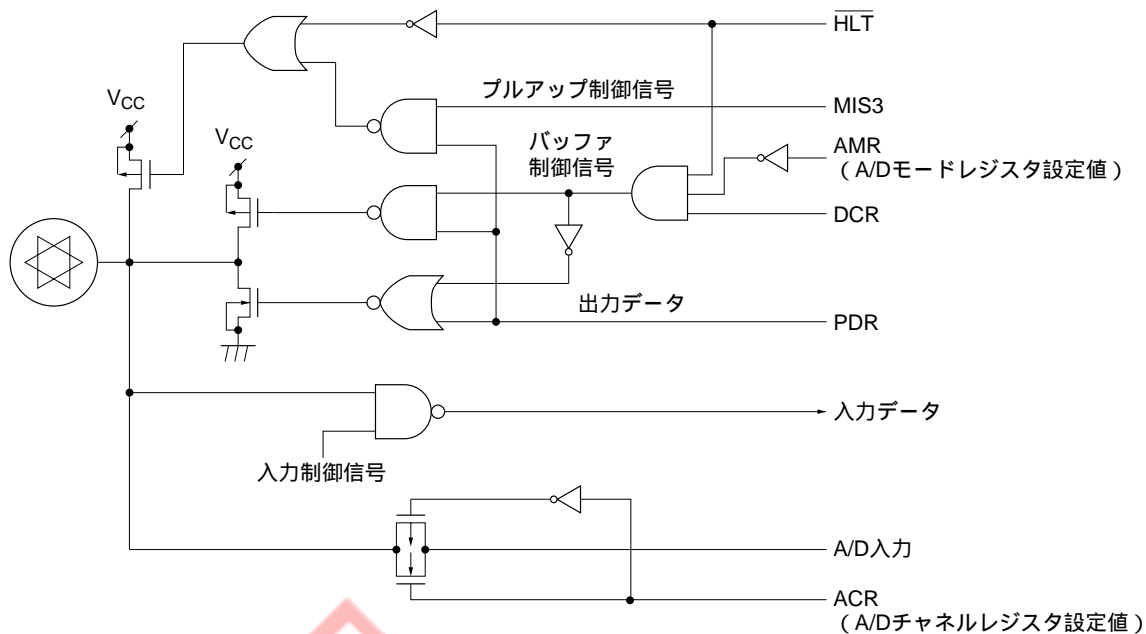 HLT
プルアップ制御信号
MIS3
VCC
VCC
バッファ
制御信号
AMR
(A/Dモードレジスタ設定値)
DCR
出力データ
PDR
入力データ
入力制御信号
A/D入力
ACR
(A/Dチャネルレジスタ設定値)